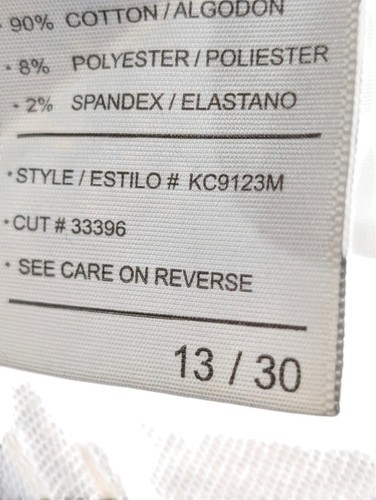 · 90% COTTON / ALGODON
· 8% POLYESTER / POLIESTER
· 2% SPANDEX / ELASTANO
· STYLE / ESTILO # KC9123M
· CUT # 33396
· SEE CARE ON REVERSE
13 / 30